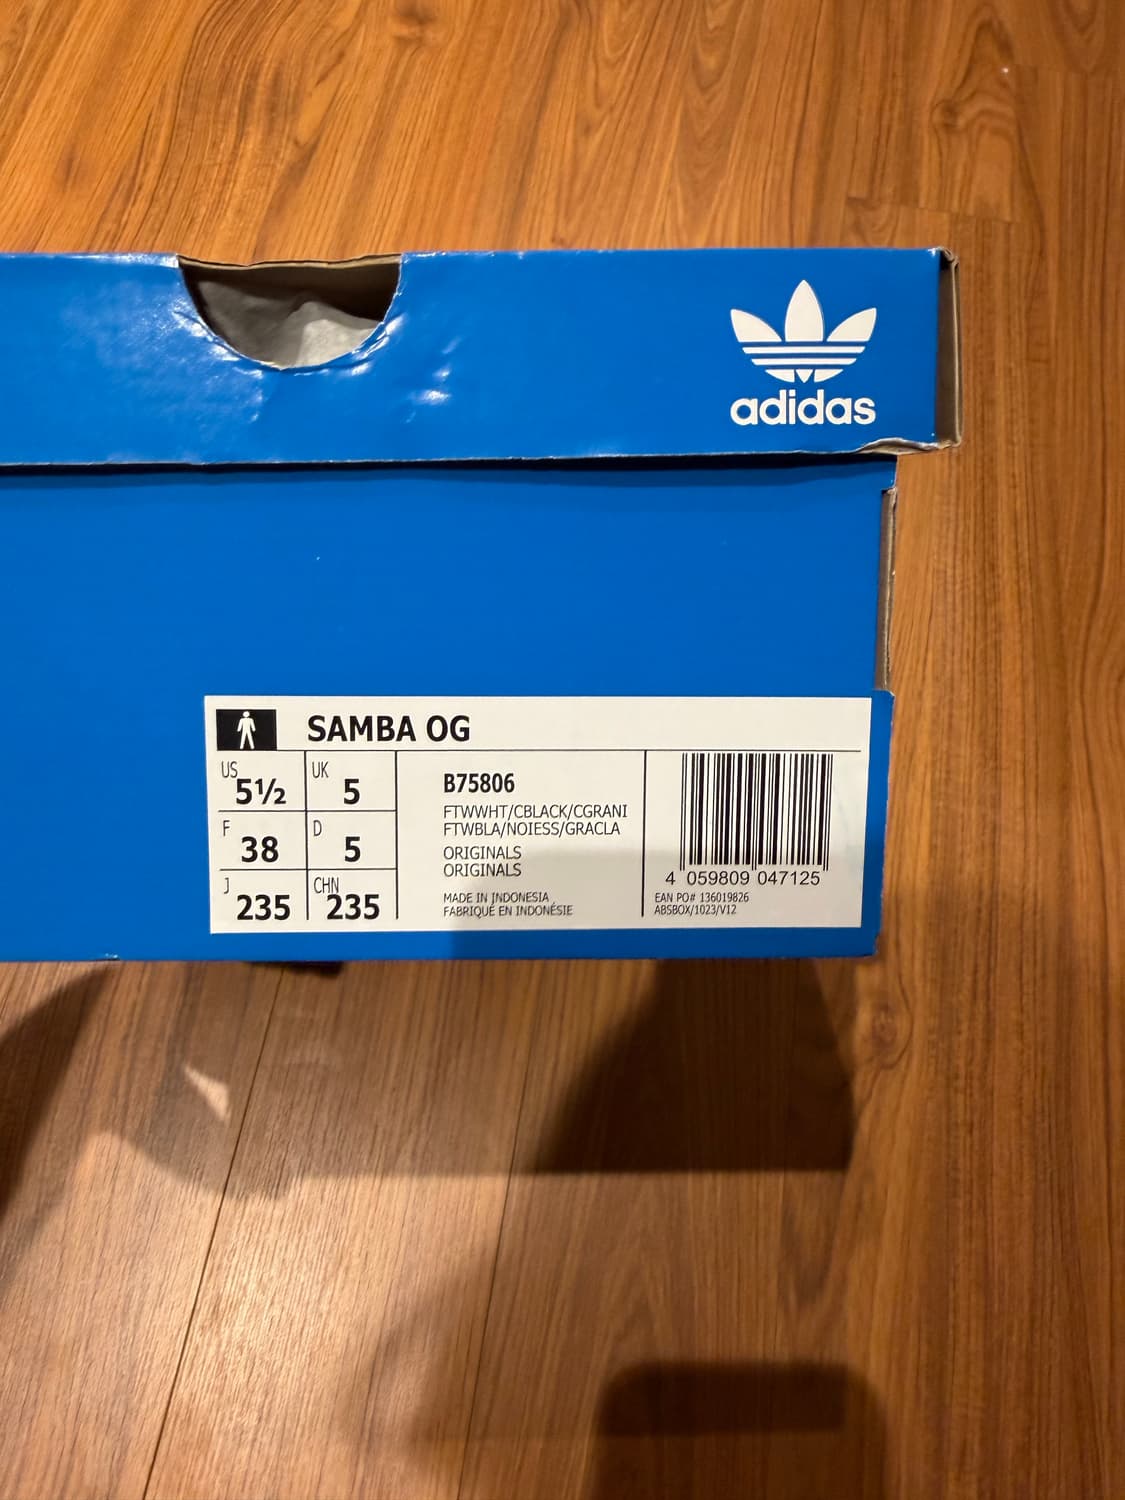 adidas
SAMBA OG
US
5½
UK
5
F
38
D
5
J
235
CHN
235
B75806
FTWWHT/CBLACK/CGRANI
FTWBLA/NOIESS/GRACLA
ORIGINALS
ORIGINALS
MADE IN INDONESIA
FABRIQUÉ EN INDONÉSIE
4 059809 047125
EAN PO# 136019826
ABSBOX/1023/V12